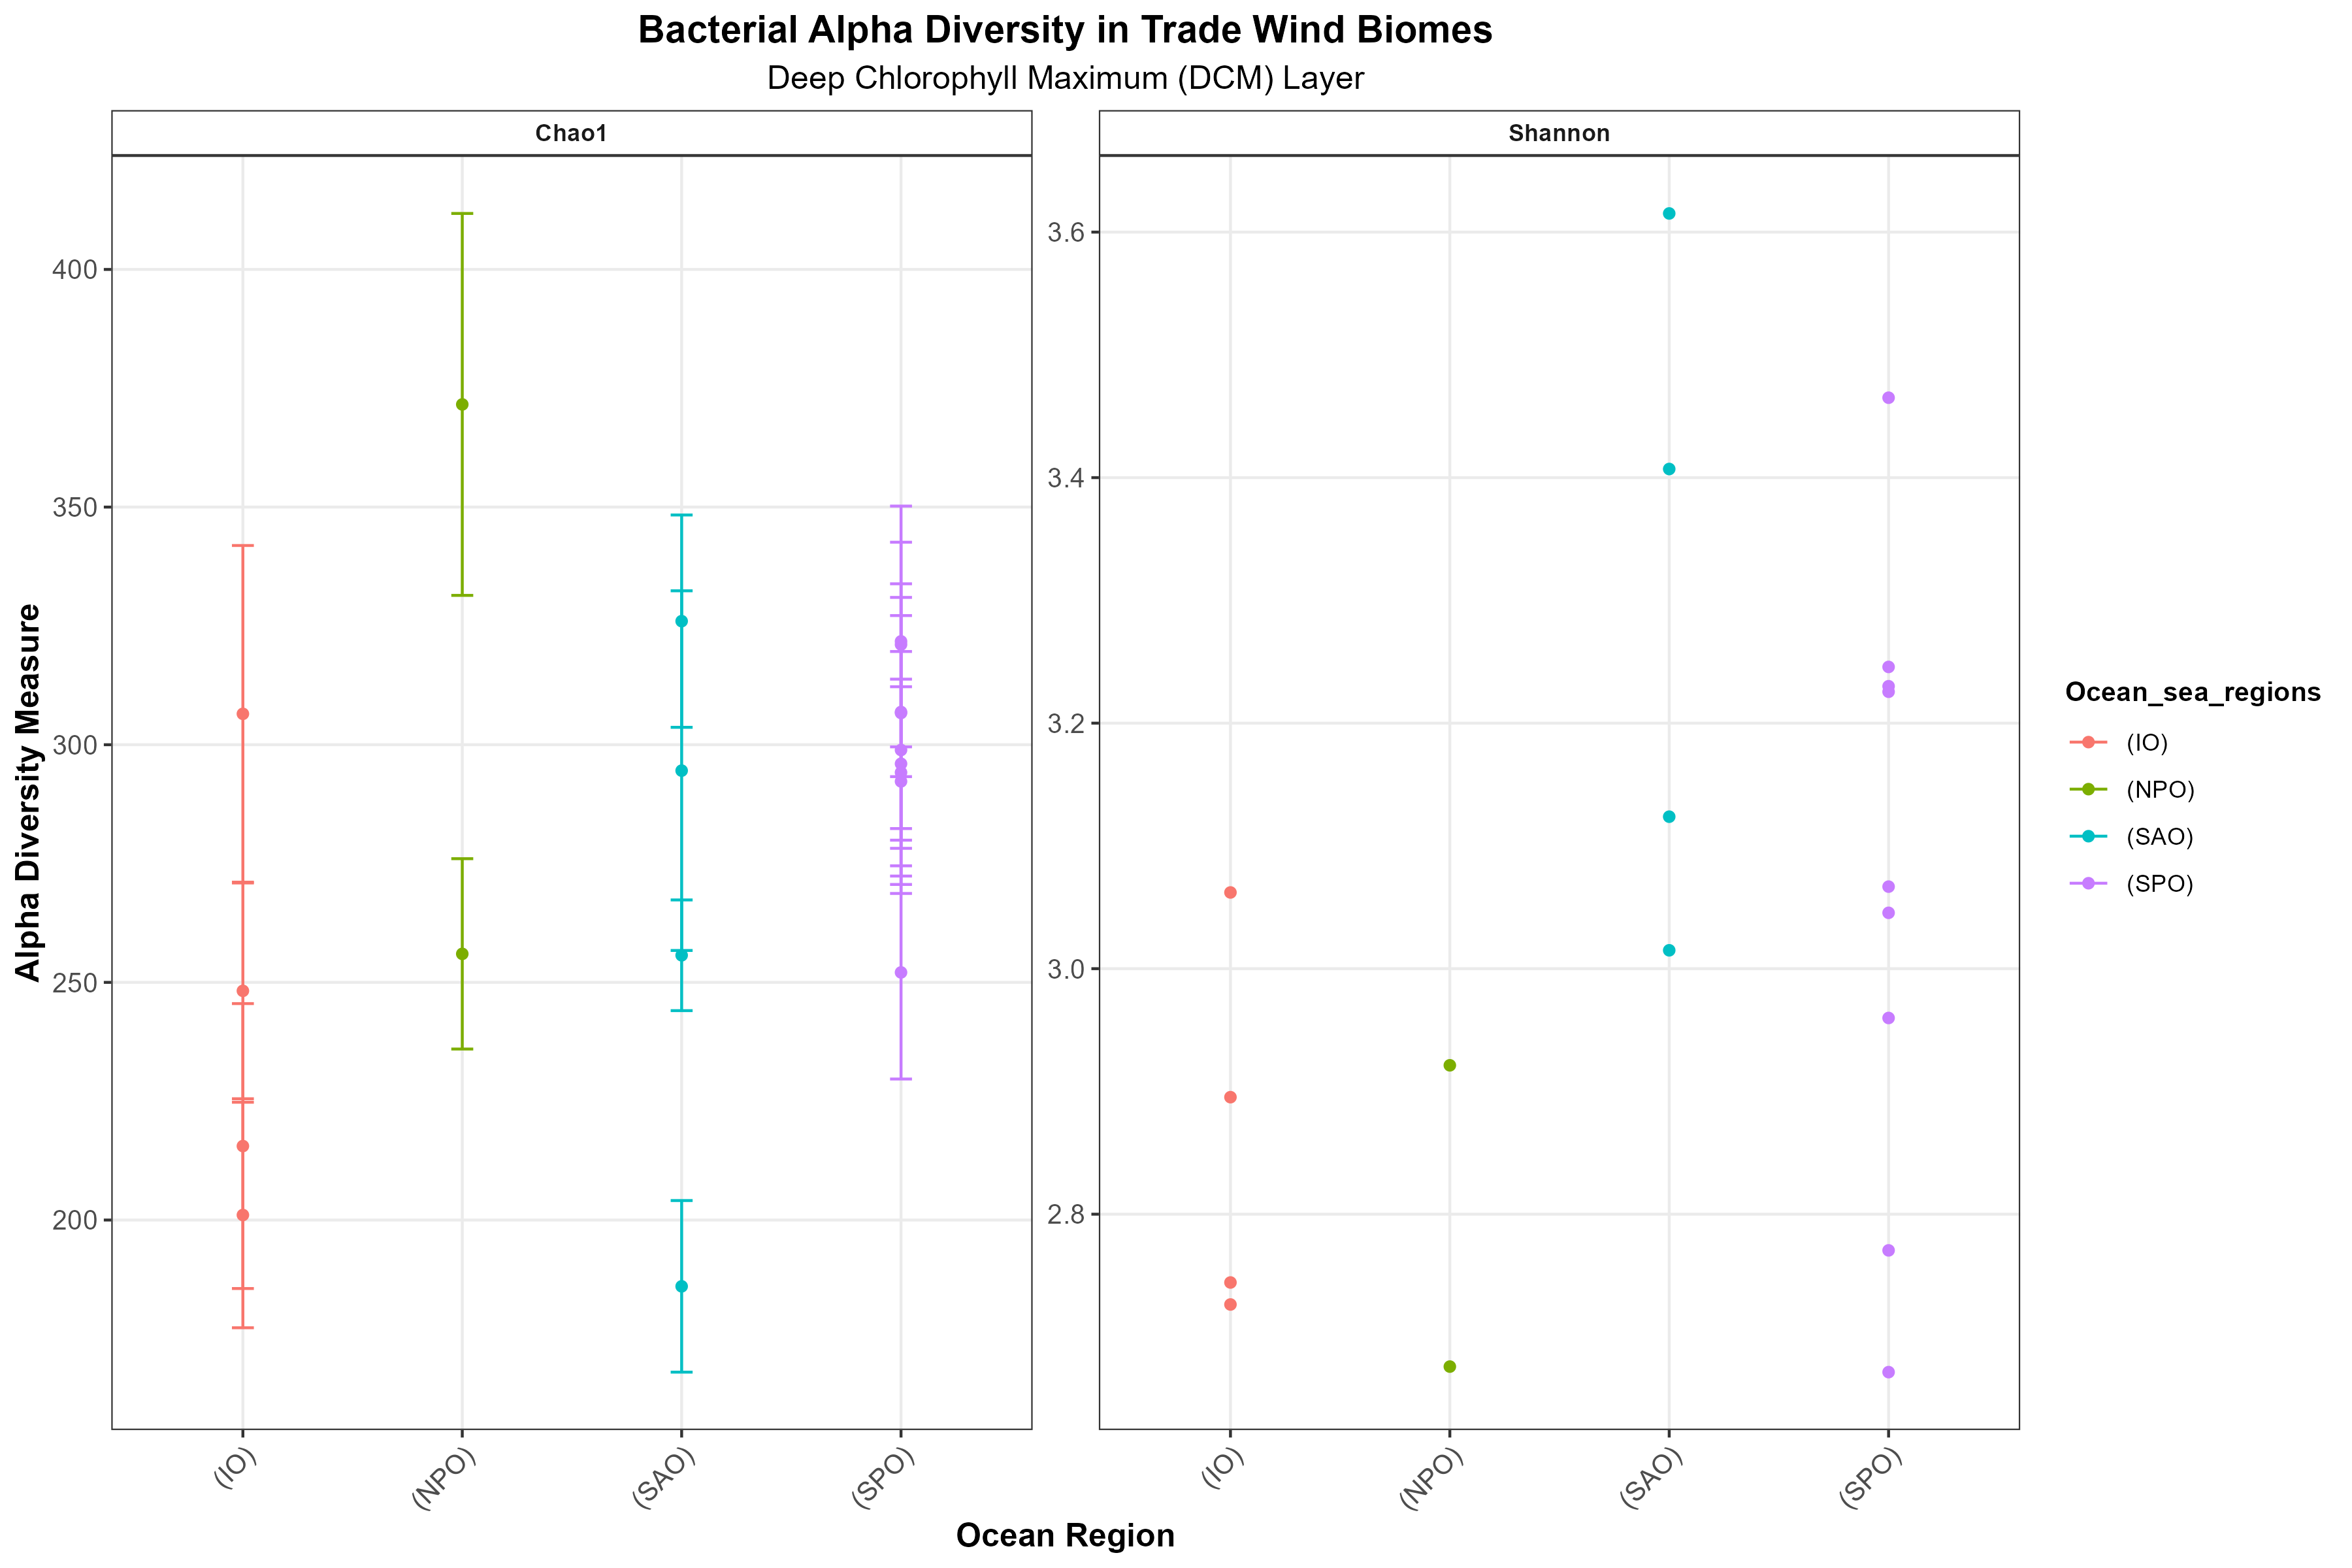 Bacterial Alpha Diversity in Trade Wind Biomes
Deep Chlorophyll Maximum (DCM) Layer
Chao1
Shannon
Alpha Diversity Measure
400
350
300
250
200
3.6
3.4
3.2
3.0
2.8
(IO)
(NPO)
(SAO)
(SPO)
(IO)
(NPO)
(SAO)
(SPO)
Ocean Region
Ocean_sea_regions
(IO)
(NPO)
(SAO)
(SPO)